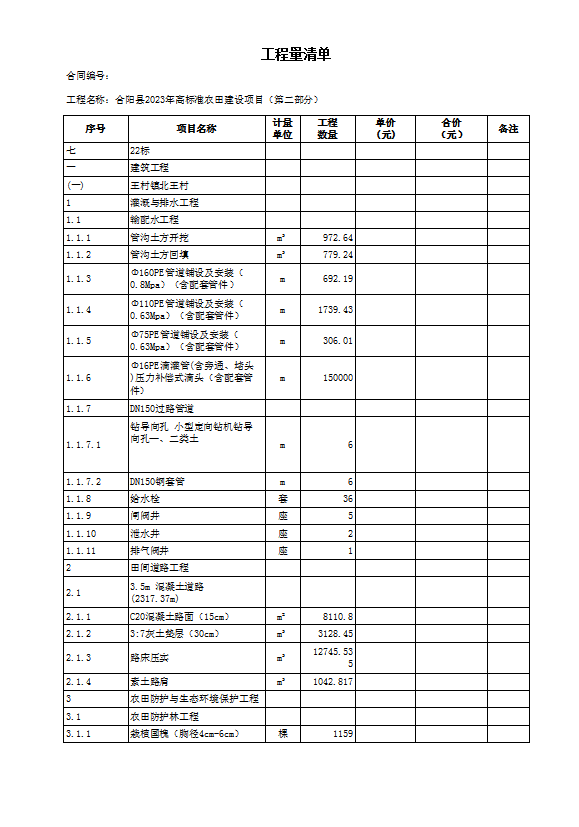 工程量清单
合同编号：
工程名称：合阳县2023年高标准农田建设项目（第二部分）
序号 项目名称 计量单位 工程数量 单价(元) 合价(元) 备注
七 22标
一 建筑工程
(一) 王村镇北王村
1 灌溉与排水工程
1.1 输配水工程
1.1.1 管沟土方开挖 m³ 972.64
1.1.2 管沟土方回填 m³ 779.24
1.1.3 Φ160PE管道铺设及安装（0.8Mpa）（含配套管件） m 692.19
1.1.4 Φ110PE管道铺设及安装（0.63Mpa）（含配套管件） m 1739.43
1.1.5 Φ75PE管道铺设及安装（0.63Mpa）（含配套管件） m 306.01
1.1.6 Φ16PE滴灌管(含旁通、堵头)压力补偿式滴头（含配套管件） m 150000
1.1.7 DN150过路管道
1.1.7.1 钻导向孔 小型定向钻机钻导向孔一、二类土 m 6
1.1.7.2 DN150钢套管 m 6
1.1.8 给水栓 套 36
1.1.9 闸阀井 座 5
1.1.10 泄水井 座 2
1.1.11 排气阀井 座 1
2 田间道路工程
2.1 3.5m 混凝土道路(2317.37m)
2.1.1 C20混凝土路面（15cm） m² 8110.8
2.1.2 3:7灰土垫层（30cm） m³ 3128.45
2.1.3 路床压实 m² 12745.535
2.1.4 素土路肩 m³ 1042.817
3 农田防护与生态环境保护工程
3.1 农田防护林工程
3.1.1 栽植国槐（胸径4cm-6cm） 棵 1159